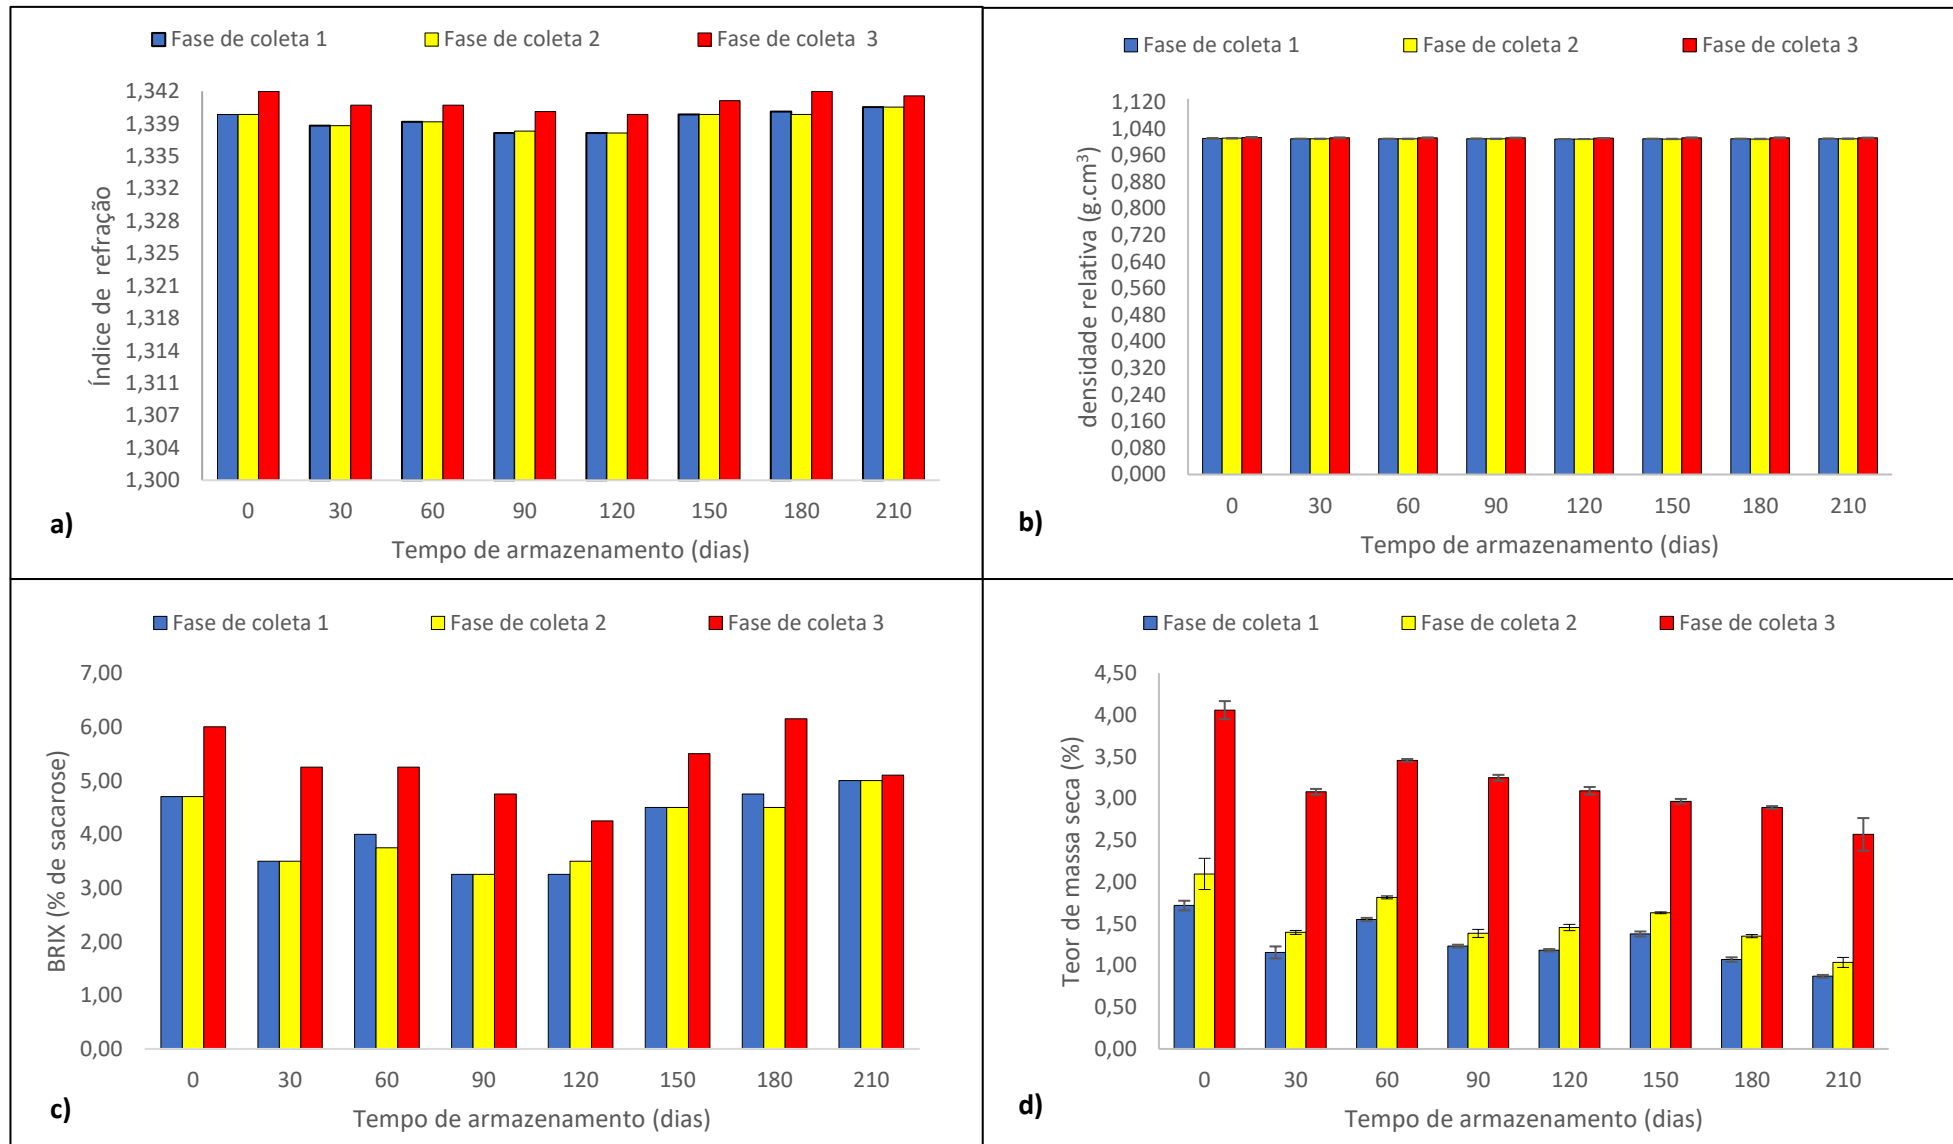 Fase de coleta 1 Fase de coleta 2 Fase de coleta  3
1,342
1,339
1,335
1,332
1,328
1,325
1,321
1,318
1,314
1,311
1,307
1,304
1,300
Índice de refração
0 30 60 90 120 150 180 210
a)
Tempo de armazenamento (dias)
Fase de coleta 1 Fase de coleta 2 Fase de coleta 3
1,120
1,040
0,960
0,880
0,800
0,720
0,640
0,560
0,480
0,400
0,320
0,240
0,160
0,080
0,000
densidade relativa (g.cm³)
0 30 60 90 120 150 180 210
b)
Tempo de armazenamento (dias)
Fase de coleta 1 Fase de coleta 2 Fase de coleta 3
7,00
6,00
5,00
4,00
3,00
2,00
1,00
0,00
BRIX (% de sacarose)
0 30 60 90 120 150 180 210
c)
Tempo de armazenamento (dias)
Fase de coleta 1 Fase de coleta 2 Fase de coleta 3
4,50
4,00
3,50
3,00
2,50
2,00
1,50
1,00
0,50
0,00
Teor de massa seca (%)
0 30 60 90 120 150 180 210
d)
Tempo de armazenamento (dias)